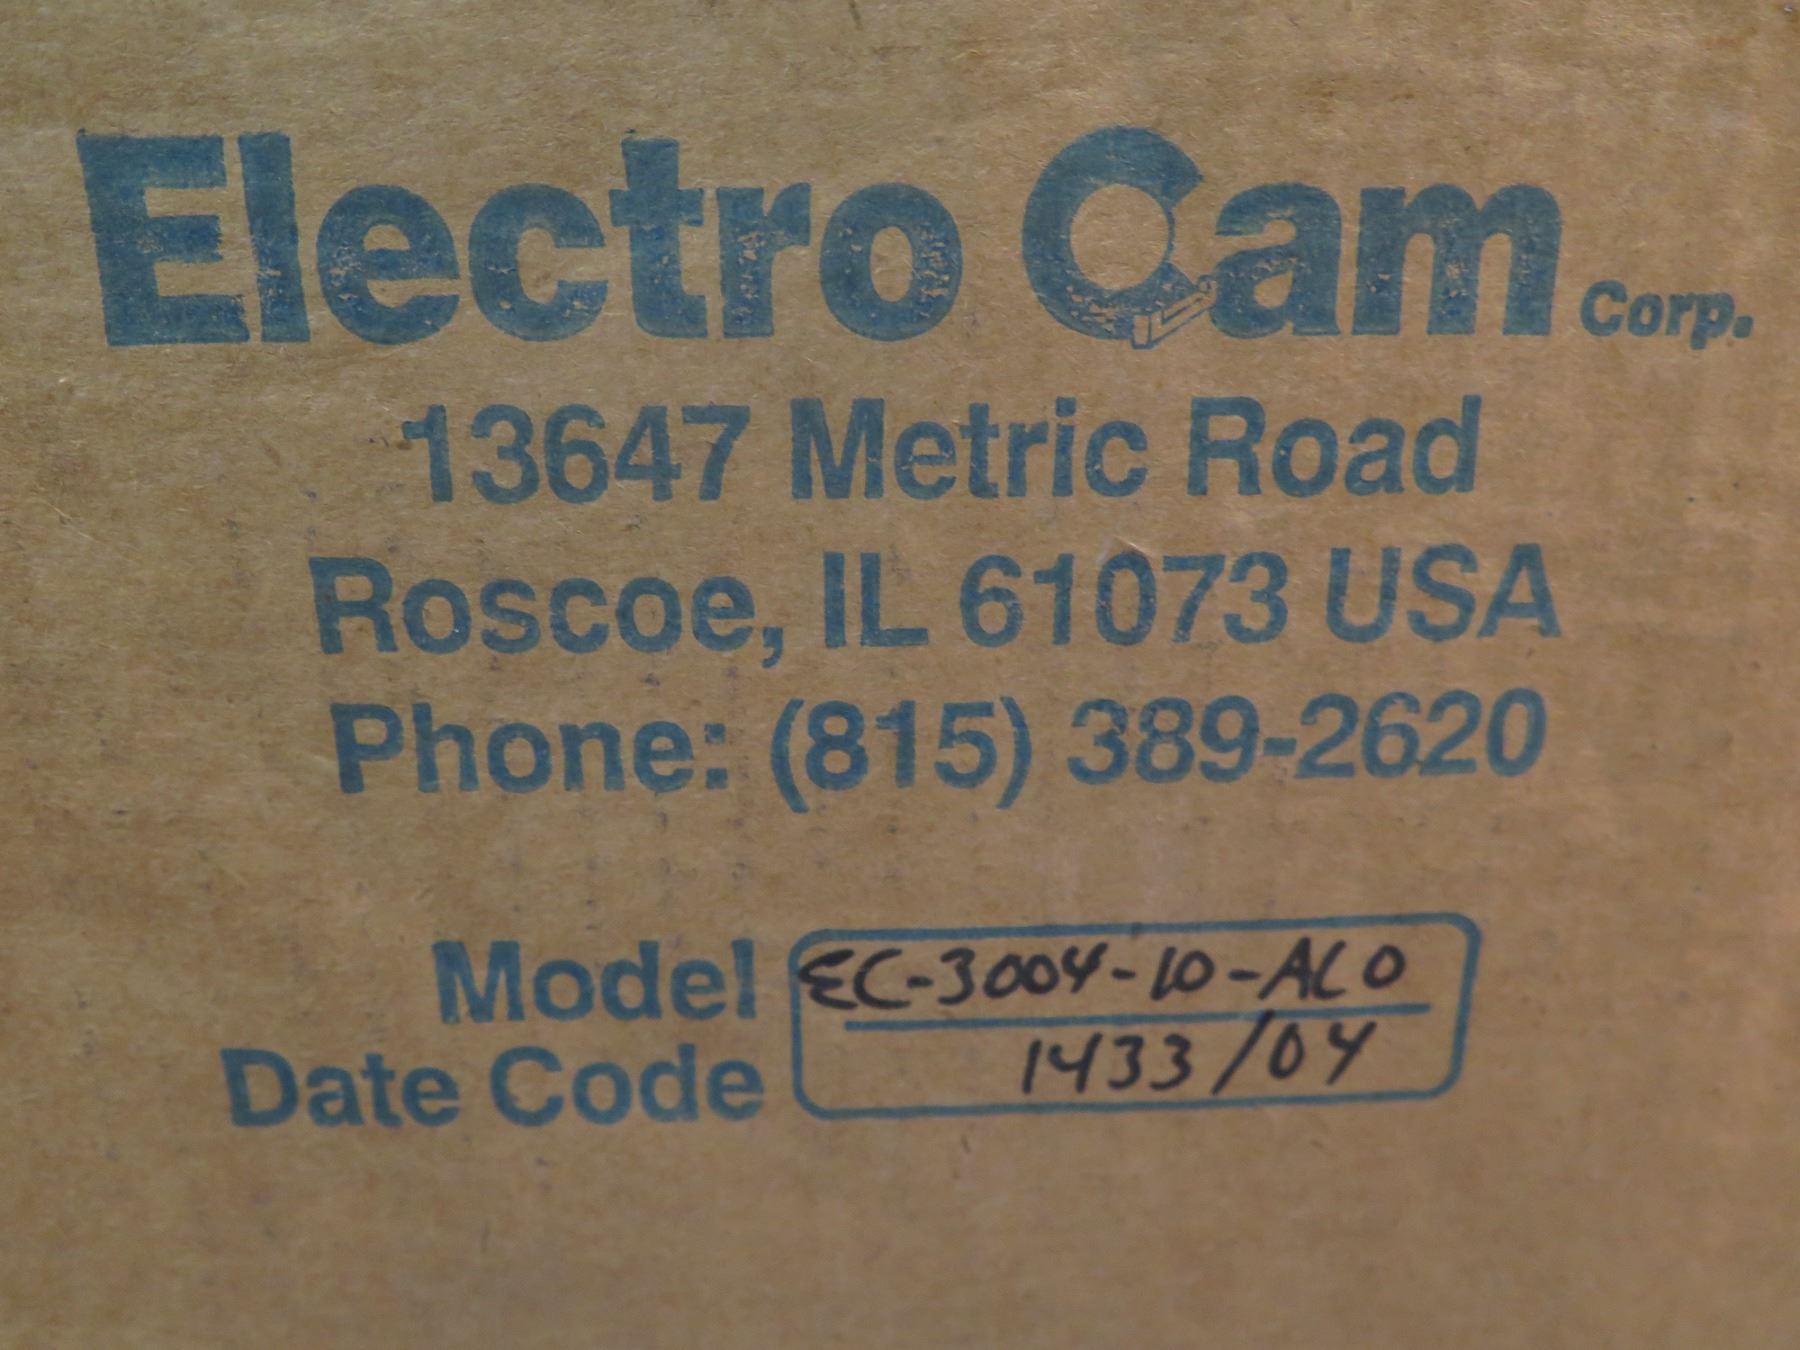 Electro Cam Corp.
13647 Metric Road
Roscoe, IL 61073 USA
Phone: (815) 389-2620
Model EC-3004-10-ALO
Date Code 1433/04